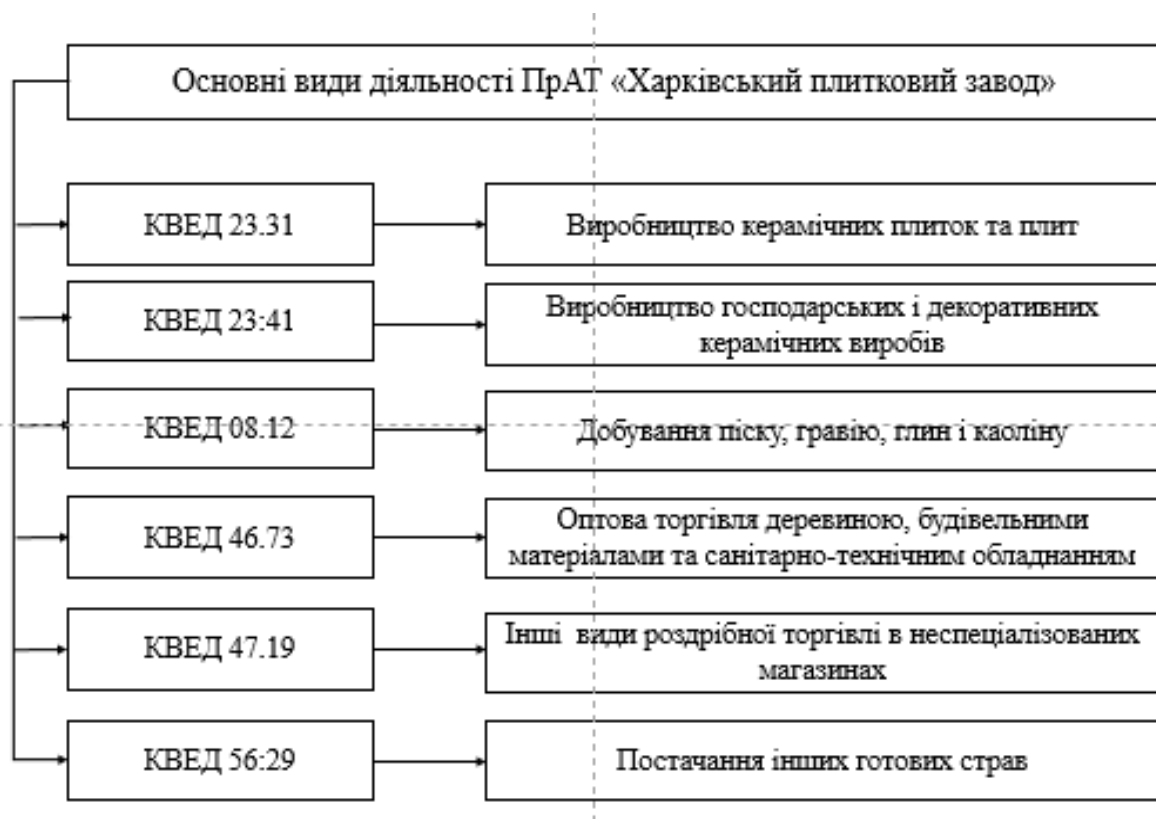 Основні види діяльності ПрАТ «Харківський плитковий завод»
КВЕД 23.31
Виробництво керамічних плиток та плит
КВЕД 23:41
Виробництво господарських і декоративних
керамічних виробів
КВЕД 08.12
Добування піску, гравію, глин і каоліну
КВЕД 46.73
Оптова торгівля деревиною, будівельними
матеріалами та санітарно-технічним обладнанням
КВЕД 47.19
Інші види роздрібної торгівлі в неспеціалізованих
магазинах
КВЕД 56:29
Постачання інших готових страв